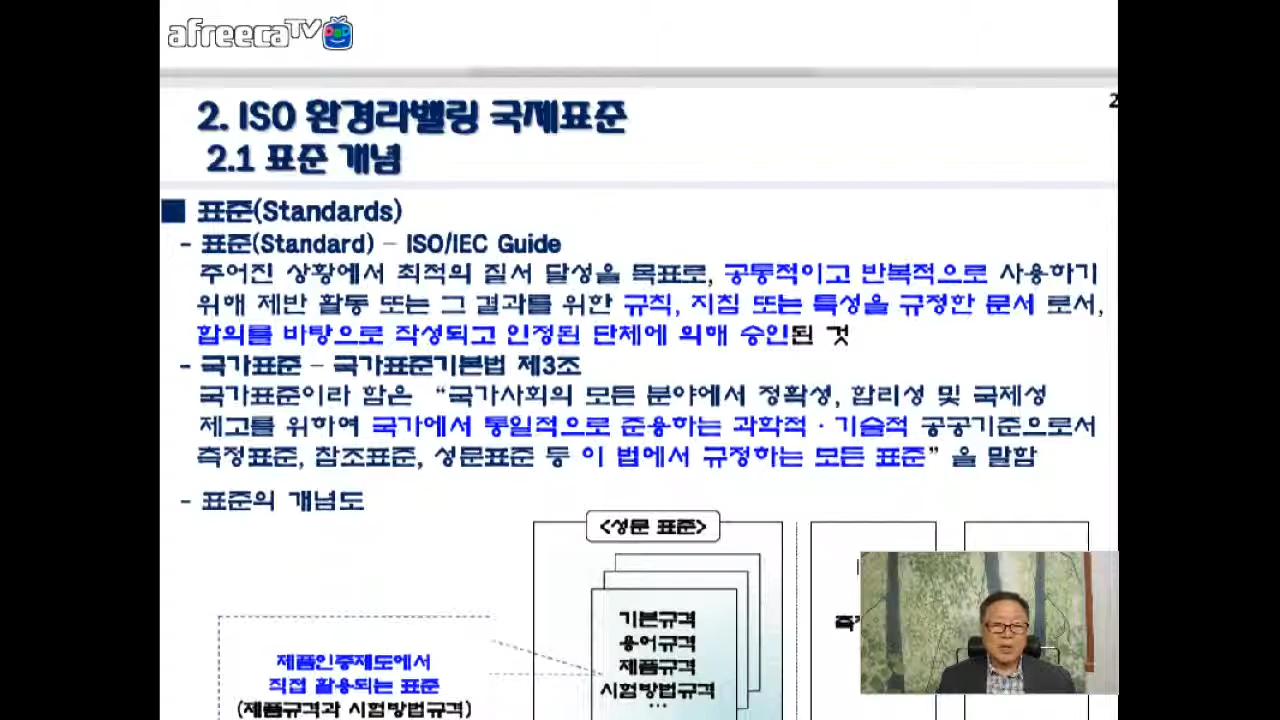 afreecaTV
2
2. ISO 환경라벨링 국제표준
2.1 표준 개념
■ 표준(Standards)
- 표준(Standard) – ISO/IEC Guide
주어진 상황에서 최적의 질서 달성을 목표로, 공통적이고 반복적으로 사용하기
위해 제반 활동 또는 그 결과를 위한 규칙, 지침 또는 특성을 규정한 문서 로서,
합의를 바탕으로 작성되고 인정된 단체에 의해 승인된 것
- 국가표준 – 국가표준기본법 제3조
국가표준이라 함은 “국가사회의 모든 분야에서 정확성, 합리성 및 국제성
제고를 위하여 국가에서 통일적으로 준용하는 과학적 · 기술적 공공기준으로서
측정표준, 참조표준, 성문표준 등 이 법에서 규정하는 모든 표준” 을 말함
- 표준의 개념도
<성문 표준>
기본규격
용어규격
제품규격
시험방법규격
...
제품인증제도에서
직접 활용되는 표준
(제품규격과 시험방법규격)